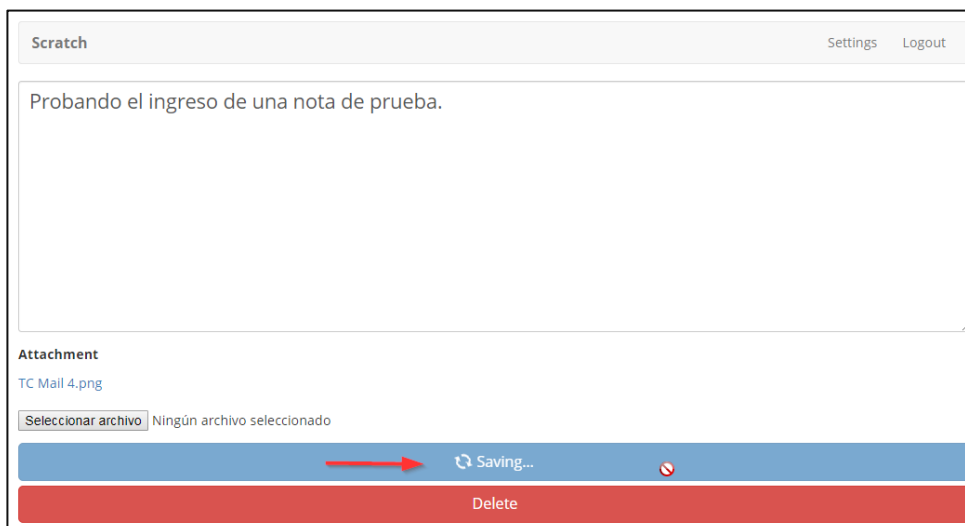 Scratch Settings Logout
Probando el ingreso de una nota de prueba.
Attachment
TC Mail 4.png
Seleccionar archivo Ningún archivo seleccionado
Saving...
Delete